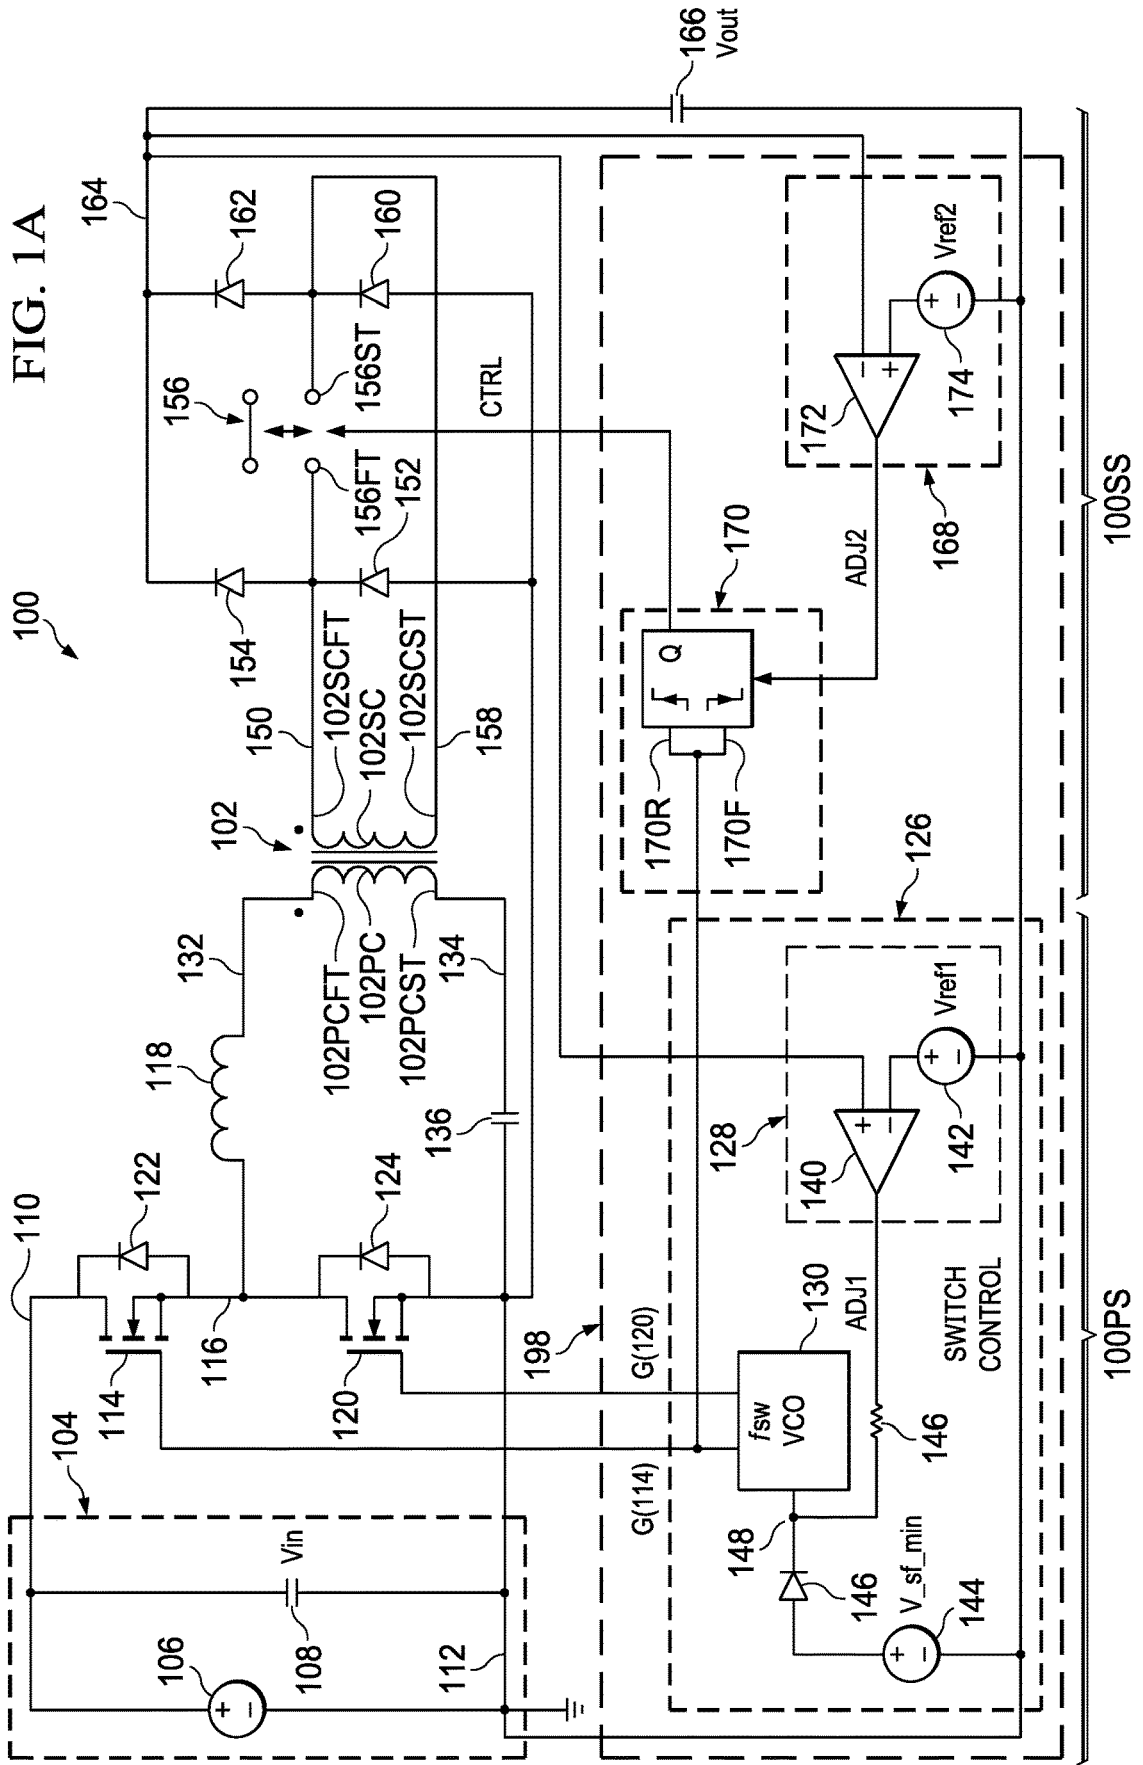 FIG. 1A
100
164
162
160
156
156ST
156FT
152
154
CTRL
166
Vout
150
102SCFT
102SC
102SCST
158
102
132
118
102PCFT
102PC
102PCST
134
136
110
122
124
114
116
120
104
Vin
106
108
112
198
G(120)
G(114)
170
Q
170R
170F
ADJ2
172
Vref2
+
−
174
168
126
128
140
Vref1
+
−
142
130
fsw
VCO
ADJ1
146
148
146
V_sf_min
+
−
144
SWITCH
CONTROL
+
−
−
+
+
−
100SS
100PS